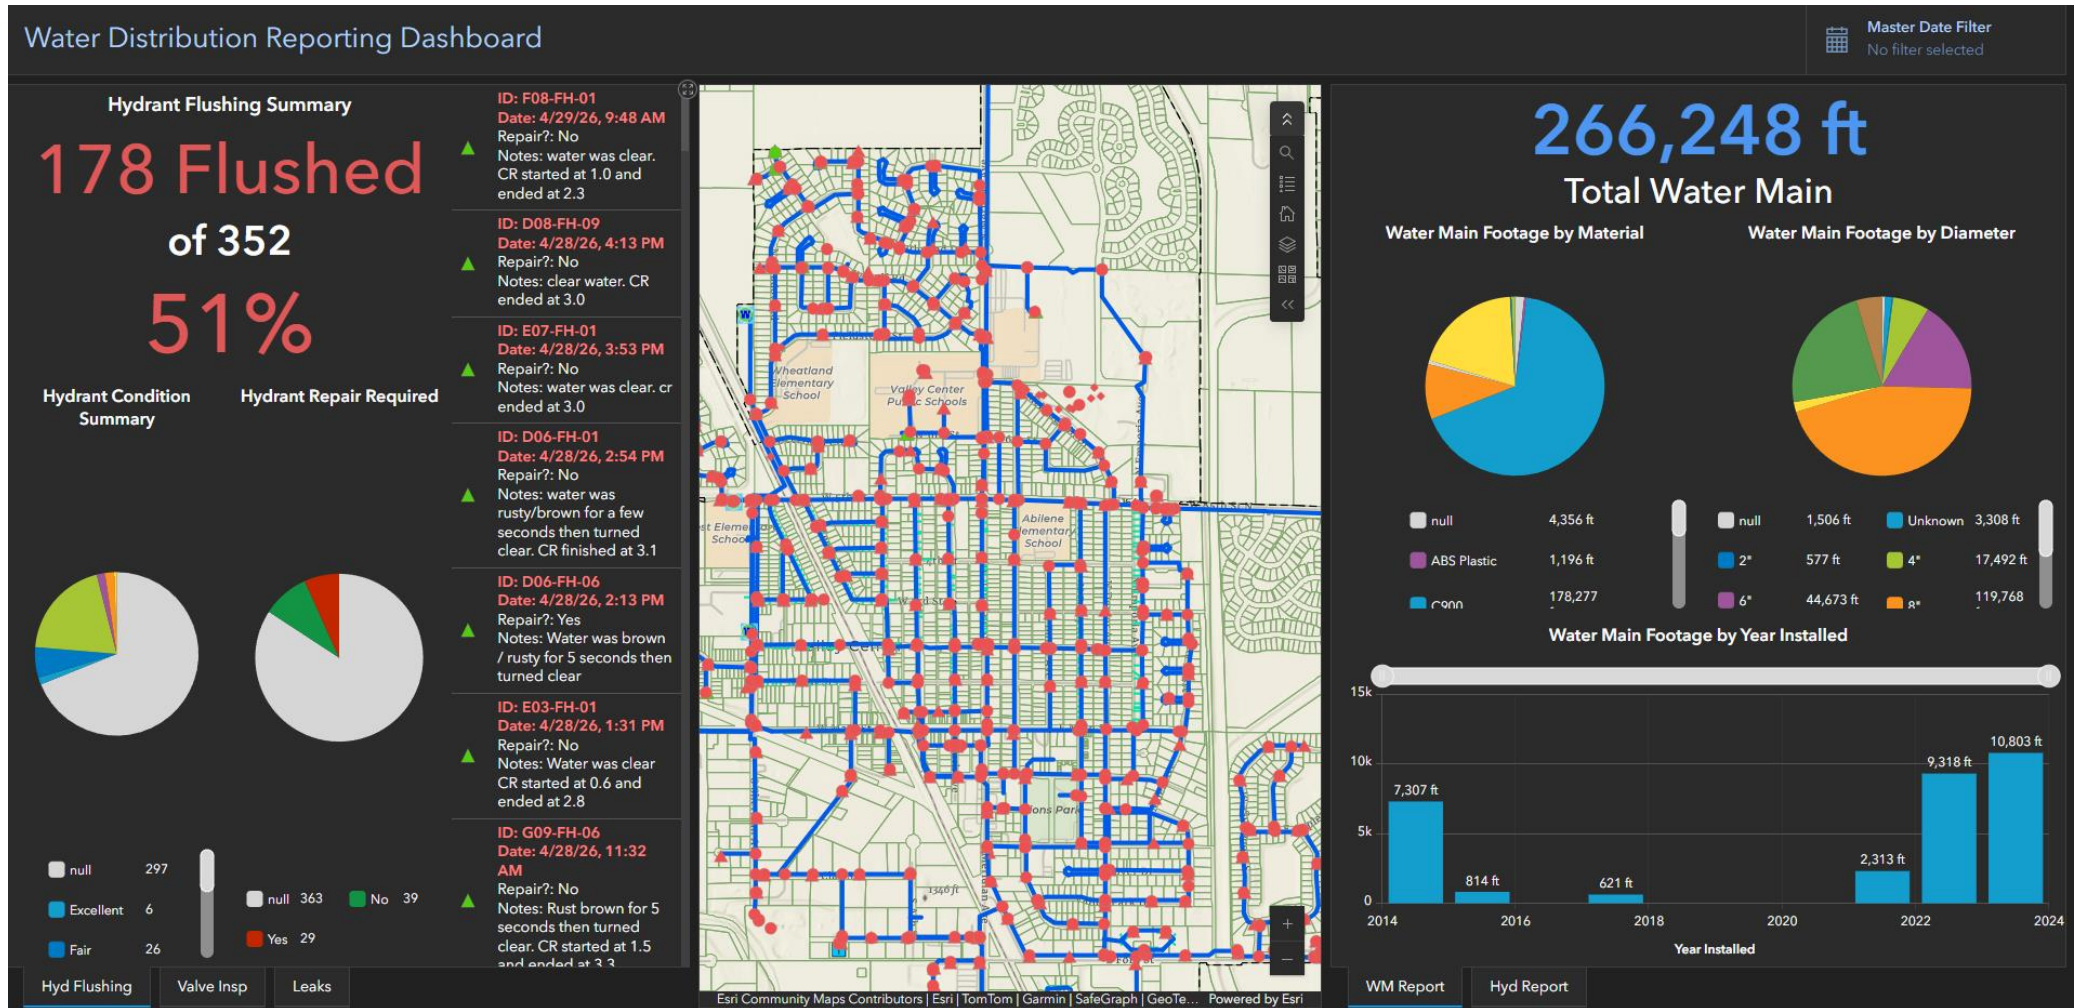 Water Distribution Reporting Dashboard
Master Date Filter
No filter selected
Hydrant Flushing Summary
178 Flushed
of 352
51%
Hydrant Condition
Summary
Hydrant Repair Required
null 297
Excellent 6
Fair 26
null 363
No 39
Yes 29
ID: F08-FH-01
Date: 4/29/26, 9:48 AM
Repair?: No
Notes: water was clear.
CR started at 1.0 and
ended at 2.3
ID: D08-FH-09
Date: 4/28/26, 4:13 PM
Repair?: No
Notes: clear water. CR
ended at 3.0
ID: E07-FH-01
Date: 4/28/26, 3:53 PM
Repair?: No
Notes: water was clear. cr
ended at 3.0
ID: D06-FH-01
Date: 4/28/26, 2:54 PM
Repair?: No
Notes: water was
rusty/brown for a few
seconds then turned
clear. CR finished at 3.1
ID: D06-FH-06
Date: 4/28/26, 2:13 PM
Repair?: Yes
Notes: Water was brown
/ rusty for 5 seconds then
turned clear
ID: E03-FH-01
Date: 4/28/26, 1:31 PM
Repair?: No
Notes: Water was clear
CR started at 0.6 and
ended at 2.8
ID: G09-FH-06
Date: 4/28/26, 11:32
AM
Repair?: No
Notes: Rust brown for 5
seconds then turned
clear. CR started at 1.5
and ended at 3.3
Hyd Flushing
Valve Insp
Leaks
W
Wheatland
Elementary
School
Valley Center
Public Schools
Abilene
Elementary
School
1346 ft
Esri Community Maps Contributors | Esri | TomTom | Garmin | SafeGraph | GeoTe...
Powered by Esri
266,248 ft
Total Water Main
Water Main Footage by Material
Water Main Footage by Diameter
null 4,356 ft
ABS Plastic 1,196 ft
C900 178,277
null 1,506 ft
Unknown 3,308 ft
2" 577 ft
4" 17,492 ft
6" 44,673 ft
8" 119,768
Water Main Footage by Year Installed
15k
10k
5k
0
7,307 ft
814 ft
621 ft
2,313 ft
9,318 ft
10,803 ft
2014
2016
2018
2020
2022
2024
Year Installed
WM Report
Hyd Report